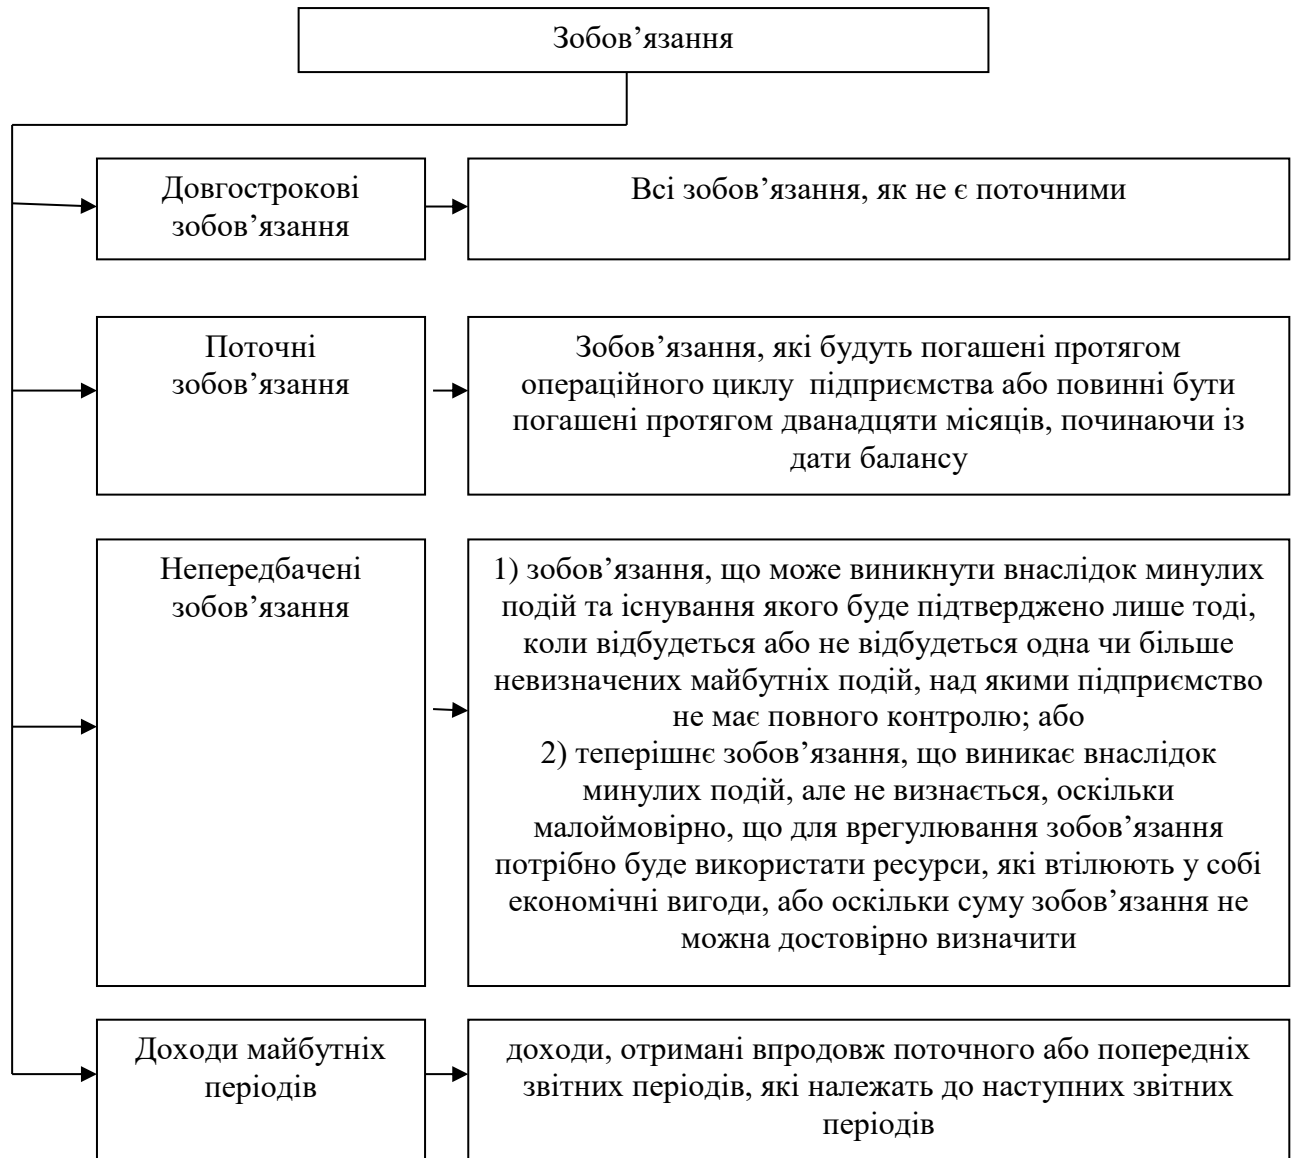 Зобов’язання
Довгострокові
зобов’язання
Всі зобов’язання, як не є поточними
Поточні
зобов’язання
Зобов’язання, які будуть погашені протягом
операційного циклу підприємства або повинні бути
погашені протягом дванадцяти місяців, починаючи із
дати балансу
Непередбачені
зобов’язання
1) зобов’язання, що може виникнути внаслідок минулих
подій та існування якого буде підтверджено лише тоді,
коли відбудеться або не відбудеться одна чи більше
невизначених майбутніх подій, над якими підприємство
не має повного контролю; або
2) теперішнє зобов’язання, що виникає внаслідок
минулих подій, але не визнається, оскільки
малоймовірно, що для врегулювання зобов’язання
потрібно буде використати ресурси, які втілюють у собі
економічні вигоди, або оскільки суму зобов’язання не
можна достовірно визначити
Доходи майбутніх
періодів
доходи, отримані впродовж поточного або попередніх
звітних періодів, які належать до наступних звітних
періодів